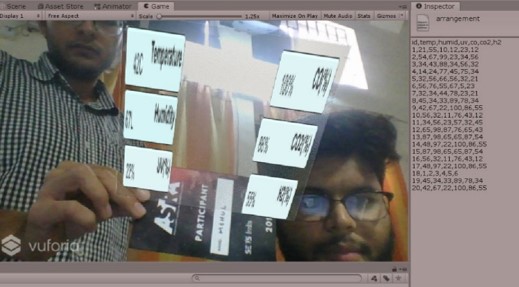 Scene
Asset Store
Animator
Game
Display 1
Free Aspect
Scale
1.25x
Maximize On Play
Mute Audio
Stats
Gizmos
Temperature
42C
Humidity
67%
UV(%)
22%
CO(%)
100%
CO2(%)
86%
H2(%)
ASTRA
PARTICIPANT
vuforia
Inspector
arrangement
id,temp,humid,uv,co,co2,h2
1,21,55,10,12,23,12
2,54,67,99,23,34,56
3,34,43,88,34,56,32
4,14,24,77,45,75,34
5,32,56,66,56,32,21
6,56,76,55,67,5,23
7,32,34,44,78,23,21
8,45,34,33,89,78,34
9,42,67,22,100,86,55
10,56,32,11,76,43,12
11,34,56,23,57,32,45
12,65,98,87,76,65,43
13,87,98,65,65,87,54
14,48,97,22,100,86,55
15,87,98,65,65,87,54
16,56,32,11,76,43,12
17,48,97,22,100,86,55
18,1,2,3,4,5,6
19,45,34,33,89,78,34
20,42,67,22,100,86,55